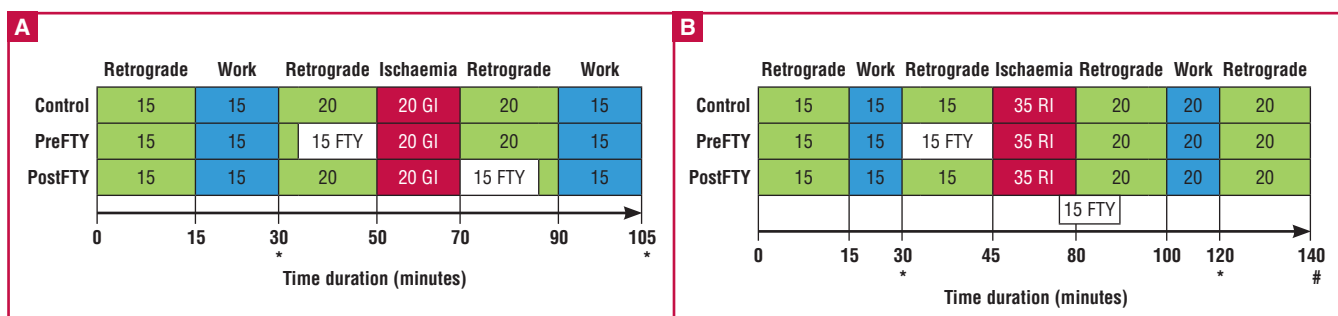 A
Retrograde Work Retrograde Ischaemia Retrograde Work
Control 15 15 20 20 GI 20 15
PreFTY 15 15 15 FTY 20 GI 20 15
PostFTY 15 15 20 20 GI 15 FTY 15
0 15 30 50 70 90 105
* *
Time duration (minutes)
B
Retrograde Work Retrograde Ischaemia Retrograde Work Retrograde
Control 15 15 15 35 RI 20 20 20
PreFTY 15 15 15 FTY 35 RI 20 20 20
PostFTY 15 15 15 35 RI 20 20 20
15 FTY
0 15 30 45 80 100 120 140
* * #
Time duration (minutes)